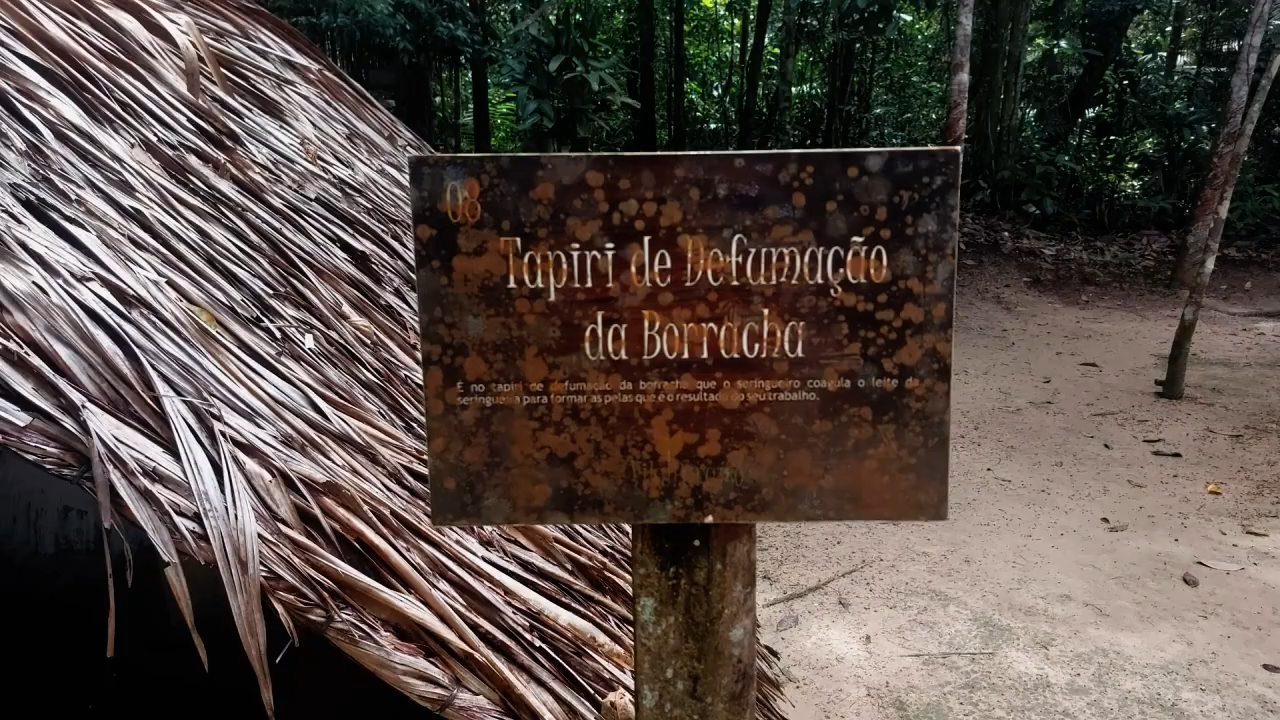 08
Tapiri de Defumação
da Borracha
É no tapiri de defumação da borracha que o seringueiro coagula o leite da
seringueira para formar as pelas que é o resultado do seu trabalho.